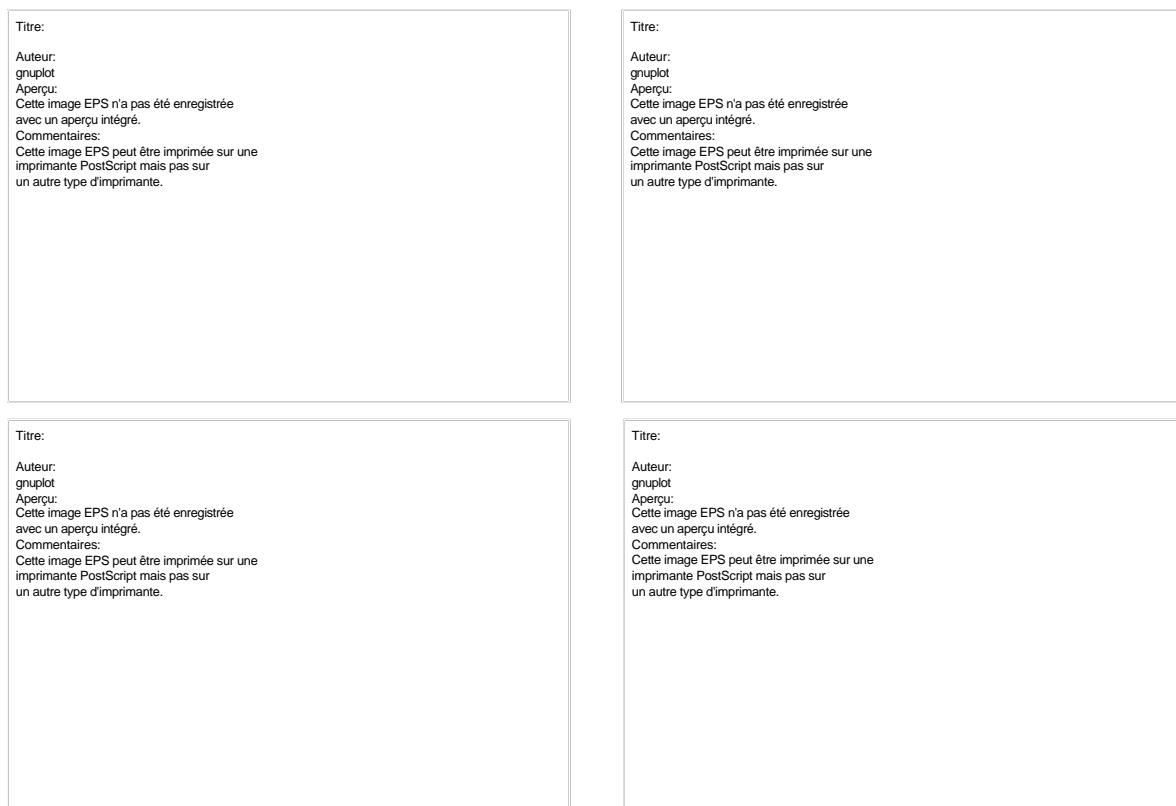 Titre:
Auteur:
gnuplot
Aperçu:
Cette image EPS n'a pas été enregistrée
avec un aperçu intégré.
Commentaires:
Cette image EPS peut être imprimée sur une
imprimante PostScript mais pas sur
un autre type d'imprimante.
Titre:
Auteur:
gnuplot
Aperçu:
Cette image EPS n'a pas été enregistrée
avec un aperçu intégré.
Commentaires:
Cette image EPS peut être imprimée sur une
imprimante PostScript mais pas sur
un autre type d'imprimante.
Titre:
Auteur:
gnuplot
Aperçu:
Cette image EPS n'a pas été enregistrée
avec un aperçu intégré.
Commentaires:
Cette image EPS peut être imprimée sur une
imprimante PostScript mais pas sur
un autre type d'imprimante.
Titre:
Auteur:
gnuplot
Aperçu:
Cette image EPS n'a pas été enregistrée
avec un aperçu intégré.
Commentaires:
Cette image EPS peut être imprimée sur une
imprimante PostScript mais pas sur
un autre type d'imprimante.